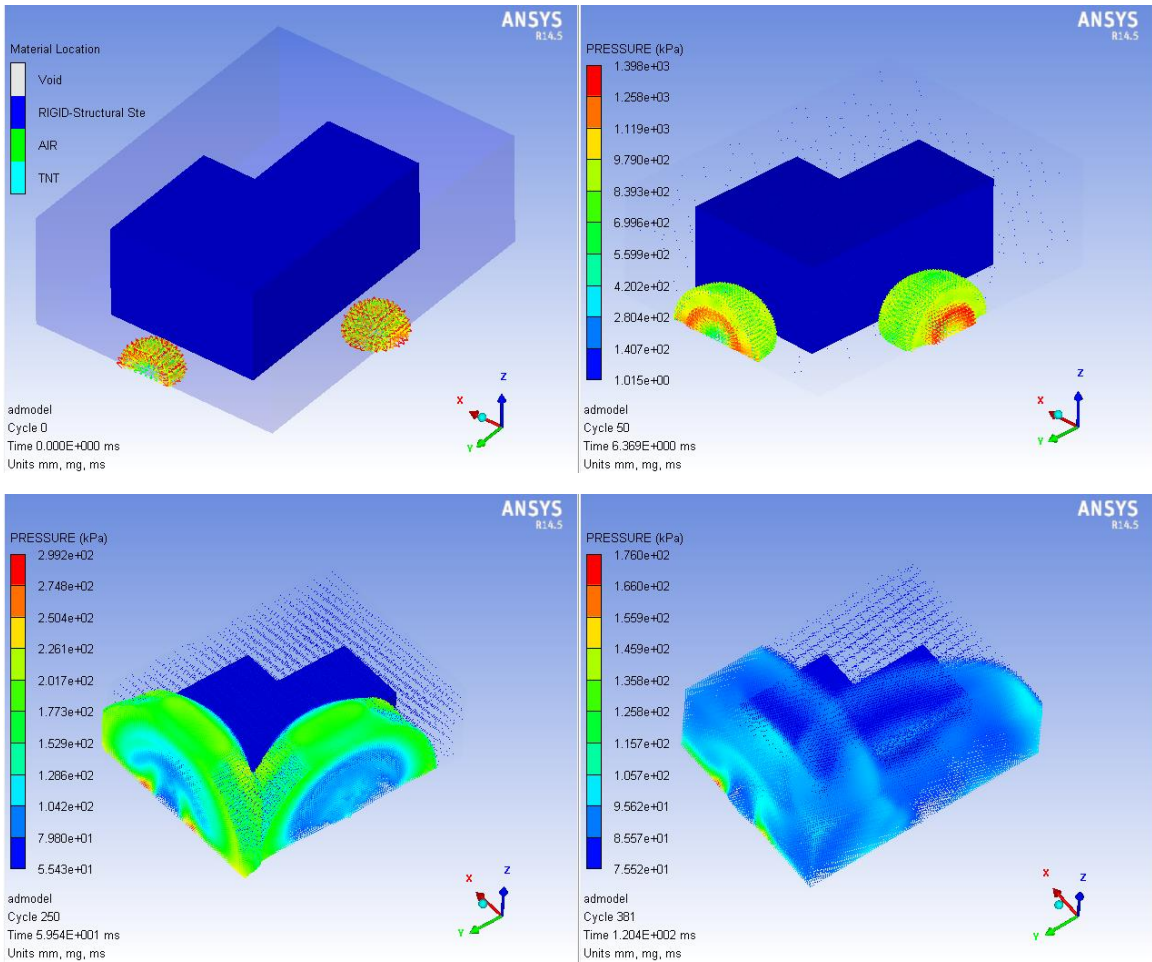 ANSYS
R14.5
Material Location
Void
RIGID-Structural Ste
AIR
TNT
X
Z
Y
admodel
Cycle 0
Time 0.000E+000 ms
Units mm, mg, ms
ANSYS
R14.5
PRESSURE (kPa)
1.398e+03
1.258e+03
1.119e+03
9.790e+02
8.393e+02
6.996e+02
5.599e+02
4.202e+02
2.804e+02
1.407e+02
1.015e+00
X
Z
Y
admodel
Cycle 50
Time 6.369E+000 ms
Units mm, mg, ms
ANSYS
R14.5
PRESSURE (kPa)
2.992e+02
2.748e+02
2.504e+02
2.261e+02
2.017e+02
1.773e+02
1.529e+02
1.286e+02
1.042e+02
7.980e+01
5.543e+01
X
Z
Y
admodel
Cycle 250
Time 5.954E+001 ms
Units mm, mg, ms
ANSYS
R14.5
PRESSURE (kPa)
1.760e+02
1.660e+02
1.559e+02
1.459e+02
1.358e+02
1.258e+02
1.157e+02
1.057e+02
9.562e+01
8.557e+01
7.552e+01
X
Z
Y
admodel
Cycle 381
Time 1.204E+002 ms
Units mm, mg, ms